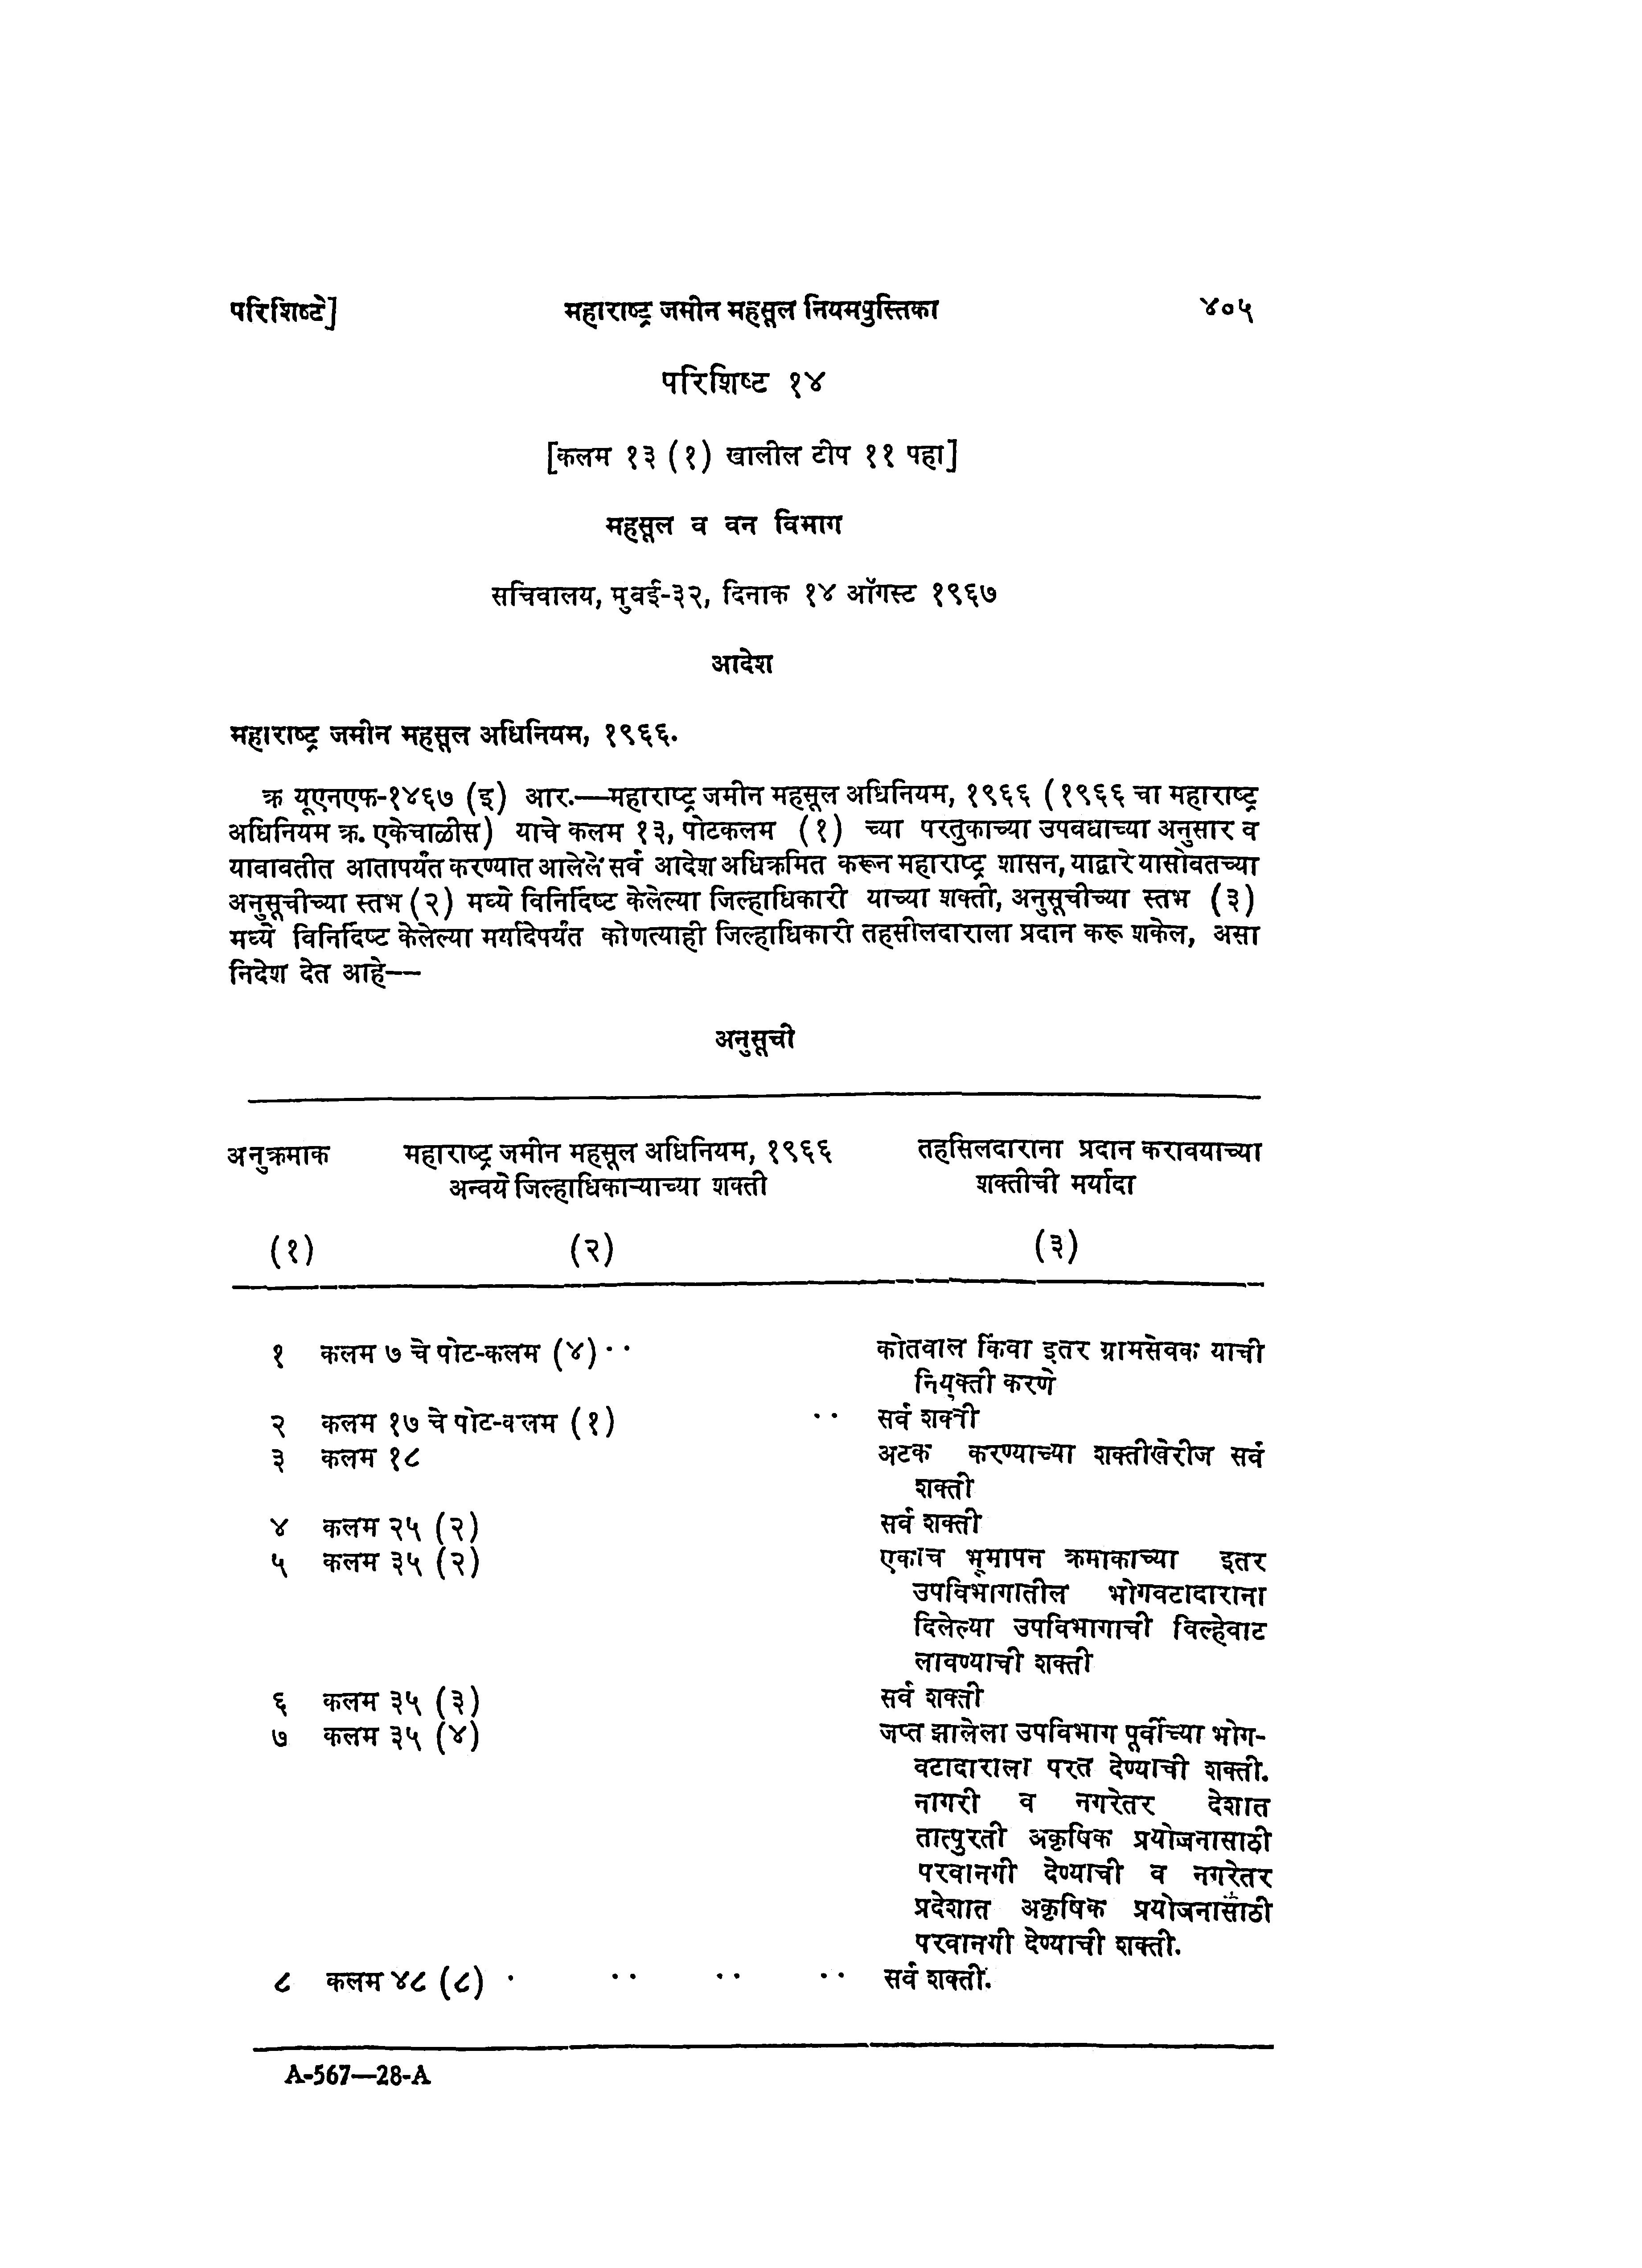 परिशिष्टे] महाराष्ट्र जमीन महसूल नियमपुस्तिका ४०५
परिशिष्ट १४
[कलम १३ (१) खालील टीप ११ पहा]
महसूल व वन विभाग
सचिवालय, मुवई-३२, दिनाक १४ ऑगस्ट १९६७
आदेश
महाराष्ट्र जमीन महसूल अधिनियम, १९६६.
क्र यूएनएफ-१४६७ (इ) आर.—महाराष्ट्र जमीन महसूल अधिनियम, १९६६ (१९६६ चा महाराष्ट्र
अधिनियम क्र. एकेचाळीस) याचे कलम १३, पोटकलम (१) च्या परतुकाच्या उपवधाच्या अनुसार व
यावावतीत आतापर्यंत करण्यात आलेले सर्व आदेश अधिक्रमित करून महाराष्ट्र शासन, याद्वारे यासोवतच्या
अनुसूचीच्या स्तभ (२) मध्ये विनिर्दिष्ट केलेल्या जिल्हाधिकारी याच्या शक्ती, अनुसूचीच्या स्तभ (३)
मध्ये विनिर्दिष्ट केलेल्या मर्यादेपर्यंत कोणत्याही जिल्हाधिकारी तहसीलदाराला प्रदान करू शकेल, असा
निदेश देत आहे—
अनुसूची
अनुक्रमाक महाराष्ट्र जमीन महसूल अधिनियम, १९६६ तहसिलदाराना प्रदान करावयाच्या
अन्वये जिल्हाधिकाऱ्याच्या शक्ती शक्तीची मर्यादा
(१) (२) (३)
१ कलम ७ चे पोट-कलम (४) .. कोतवाल किंवा इतर ग्रामसेवक याची
नियुक्ती करणे
२ कलम १७ चे पोट-कलम (१) .. सर्व शक्ती
३ कलम १८ अटक करण्याच्या शक्तीखेरीज सर्व
शक्ती
४ कलम २५ (२) सर्व शक्ती
५ कलम ३५ (२) एकाच भूमापन क्रमाकाच्या इतर
उपविभागातील भोगवटादाराना
दिलेल्या उपविभागाची विल्हेवाट
लावण्याची शक्ती
६ कलम ३५ (३) सर्व शक्ती
७ कलम ३५ (४) जप्त झालेला उपविभाग पूर्वीच्या भोग-
वटादाराला परत देण्याची शक्ती.
नागरी व नगरेतर देशात
तात्पुरती अकृषिक प्रयोजनासाठी
परवानगी देण्याची व नगरेतर
प्रदेशात अकृषिक प्रयोजनासाठी
परवानगी देण्याची शक्ती.
८ कलम ४८ (८) . .. .. .. सर्व शक्ती.
A-567—28-A